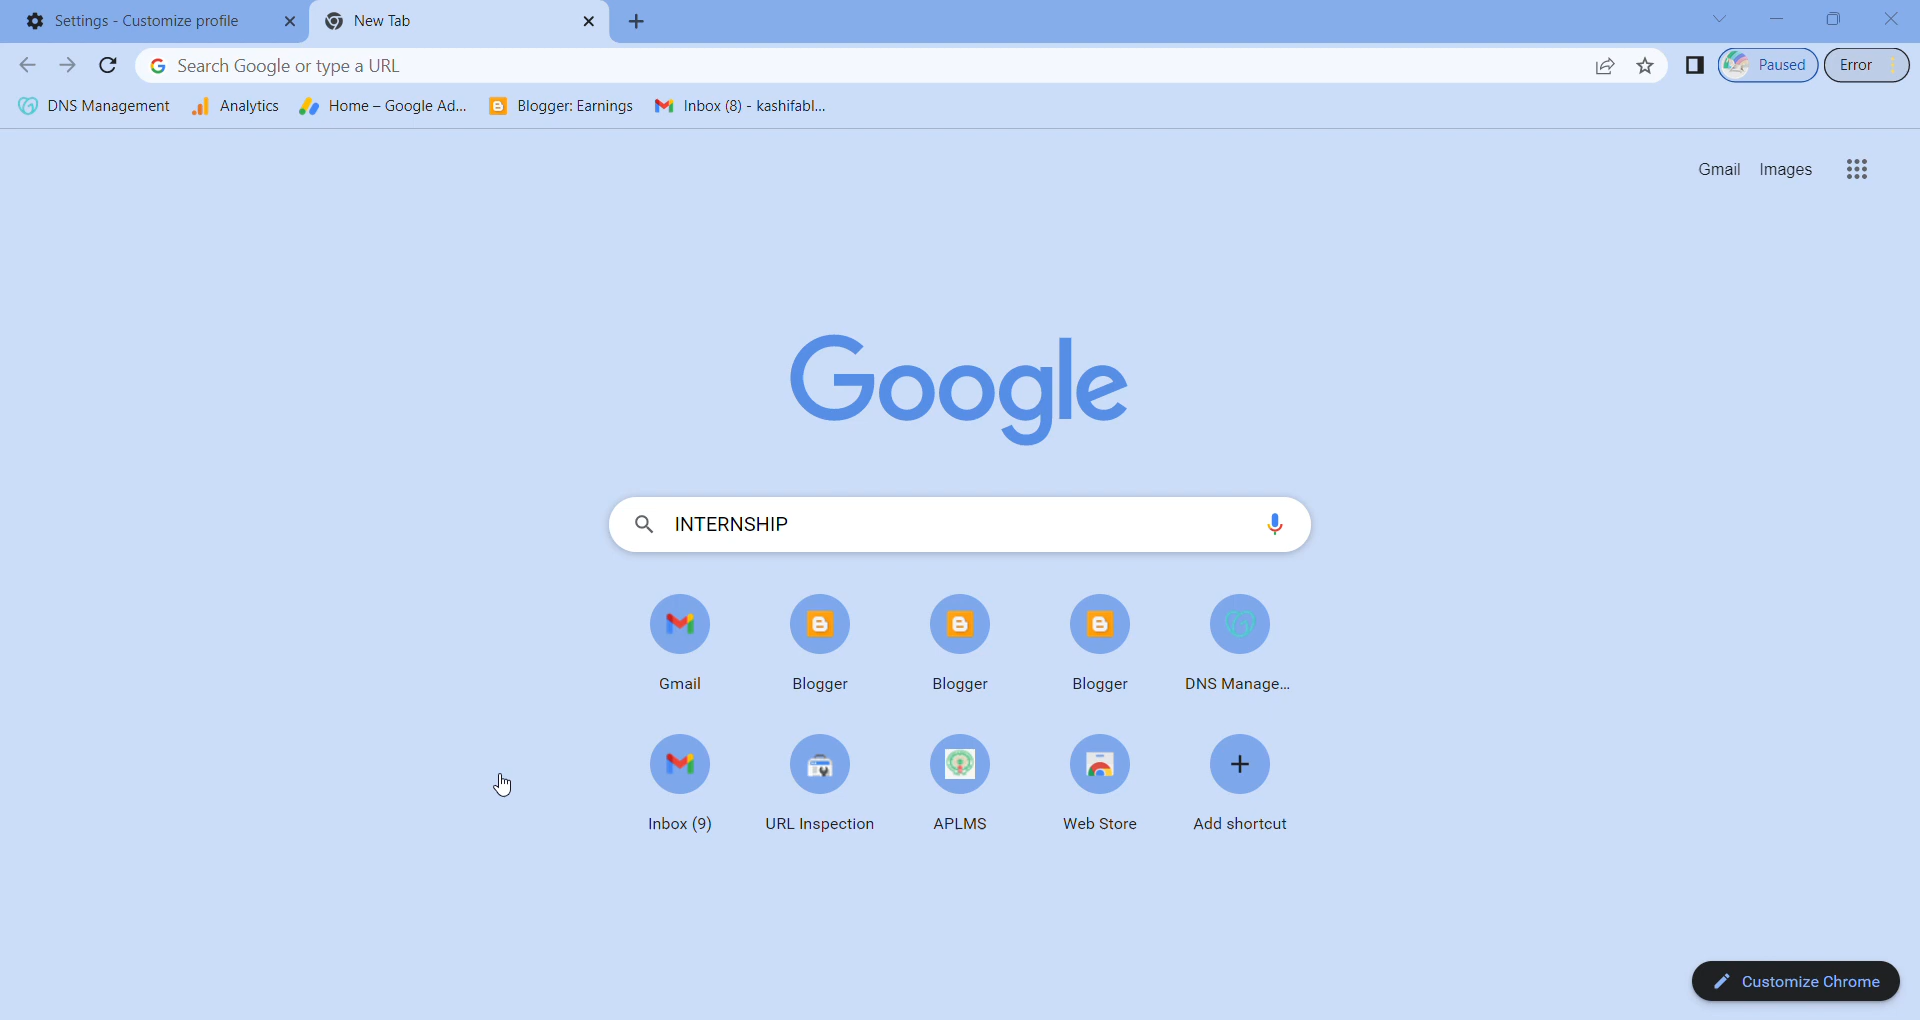 Settings - Customize profile
New Tab
Search Google or type a URL
Paused
Error
DNS Management
Analytics
Home – Google Ad...
Blogger: Earnings
Inbox (8) - kashifabl...
Gmail
Images
Google
INTERNSHIP
Gmail
Blogger
Blogger
Blogger
DNS Manage...
Inbox (9)
URL Inspection
APLMS
Web Store
Add shortcut
Customize Chrome